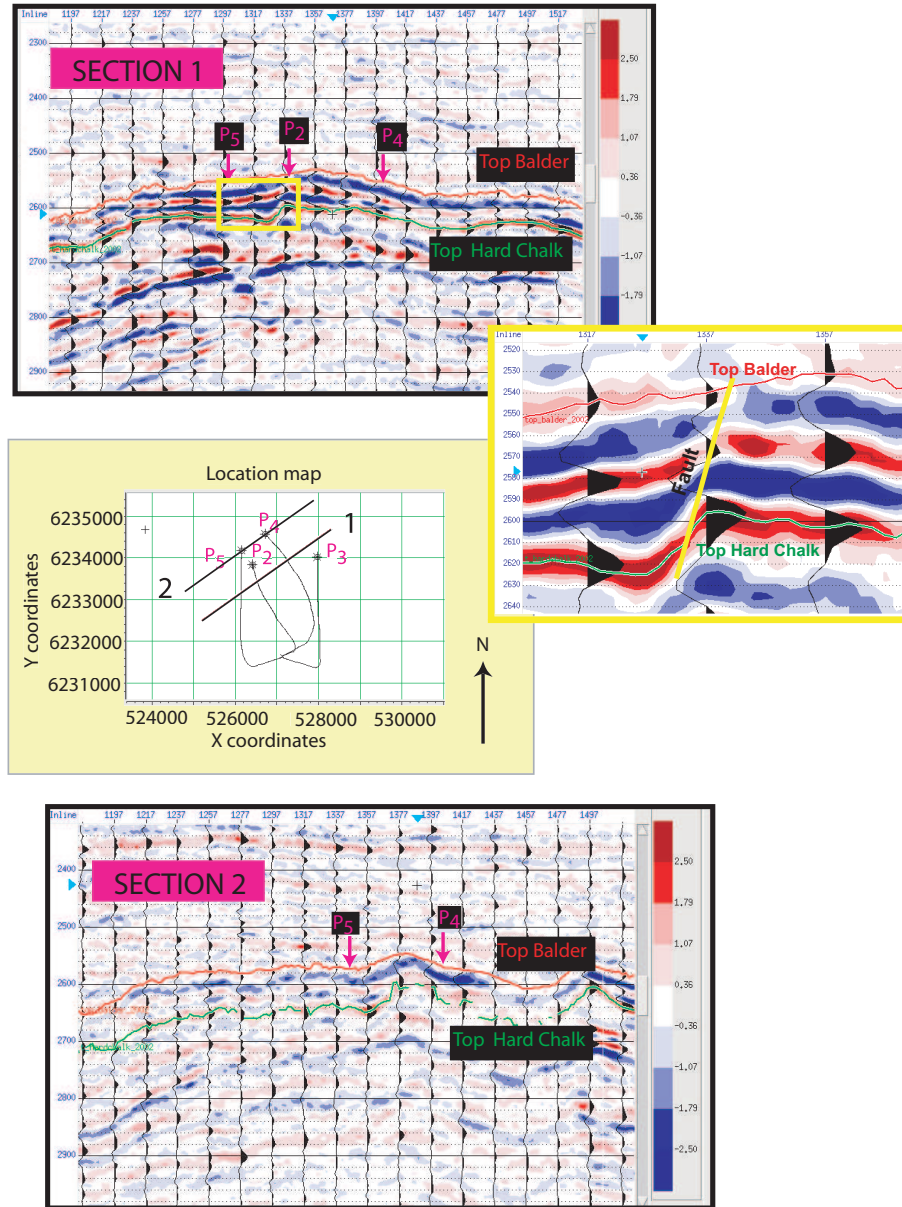 Inline 1197 1217 1237 1257 1277 1297 1317 1337 1357 1377 1397 1417 1437 1457 1477 1497 1517
2300
SECTION 1
2400
2500
2600
2700
2800
2900
P5 P2 P4
Top Balder
Top Hard Chalk
2,50
1,79
1,07
0,36
-0,36
-1,07
-1,79
Inline 1317 1337 1357
2520
2530
2540
2550
2560
2570
2580
2590
2600
2610
2620
2630
2640
Top Balder
top_balder_2002
Fault
Top Hard Chalk
Location map
6235000
6234000
6233000
6232000
6231000
Y coordinates
P4 1
P5 P2 P3
2
N
524000 526000 528000 530000
X coordinates
Inline 1197 1217 1237 1257 1277 1297 1317 1337 1357 1377 1397 1417 1437 1457 1477 1497
2400
SECTION 2
2500
2600
2700
2800
2900
P5 P4
Top Balder
Top Hard Chalk
2,50
1,79
1,07
0,36
-0,36
-1,07
-1,79
-2,50